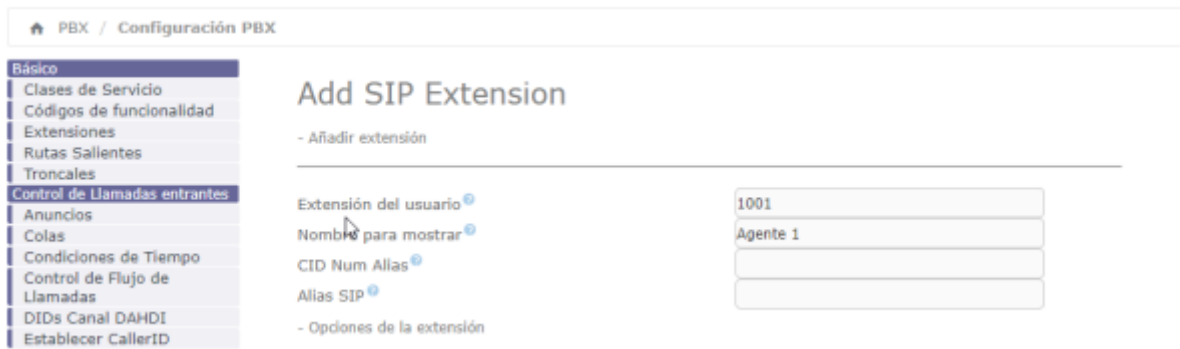 PBX / Configuración PBX
Básico
Clases de Servicio
Códigos de funcionalidad
Extensiones
Rutas Salientes
Troncales
Control de Llamadas entrantes
Anuncios
Colas
Condiciones de Tiempo
Control de Flujo de
Llamadas
DIDs Canal DAHDI
Establecer CallerID
Add SIP Extension
- Añadir extensión
Extensión del usuario 1001
Nombre para mostrar Agente 1
CID Num Alias
Alias SIP
- Opciones de la extensión